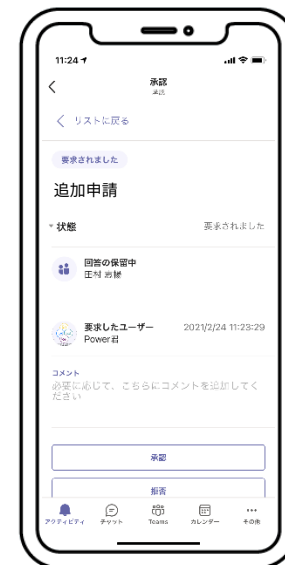 11:24
承認
承認
リストに戻る
要求されました
追加申請
状態
要求されました
回答の保留中
要求したユーザー
2021/2/24 11:23:29
Power君
コメント
必要に応じて、こちらにコメントを追加してく
ださい
承認
拒否
アクティビティ
チャット
Teams
カレンダー
その他